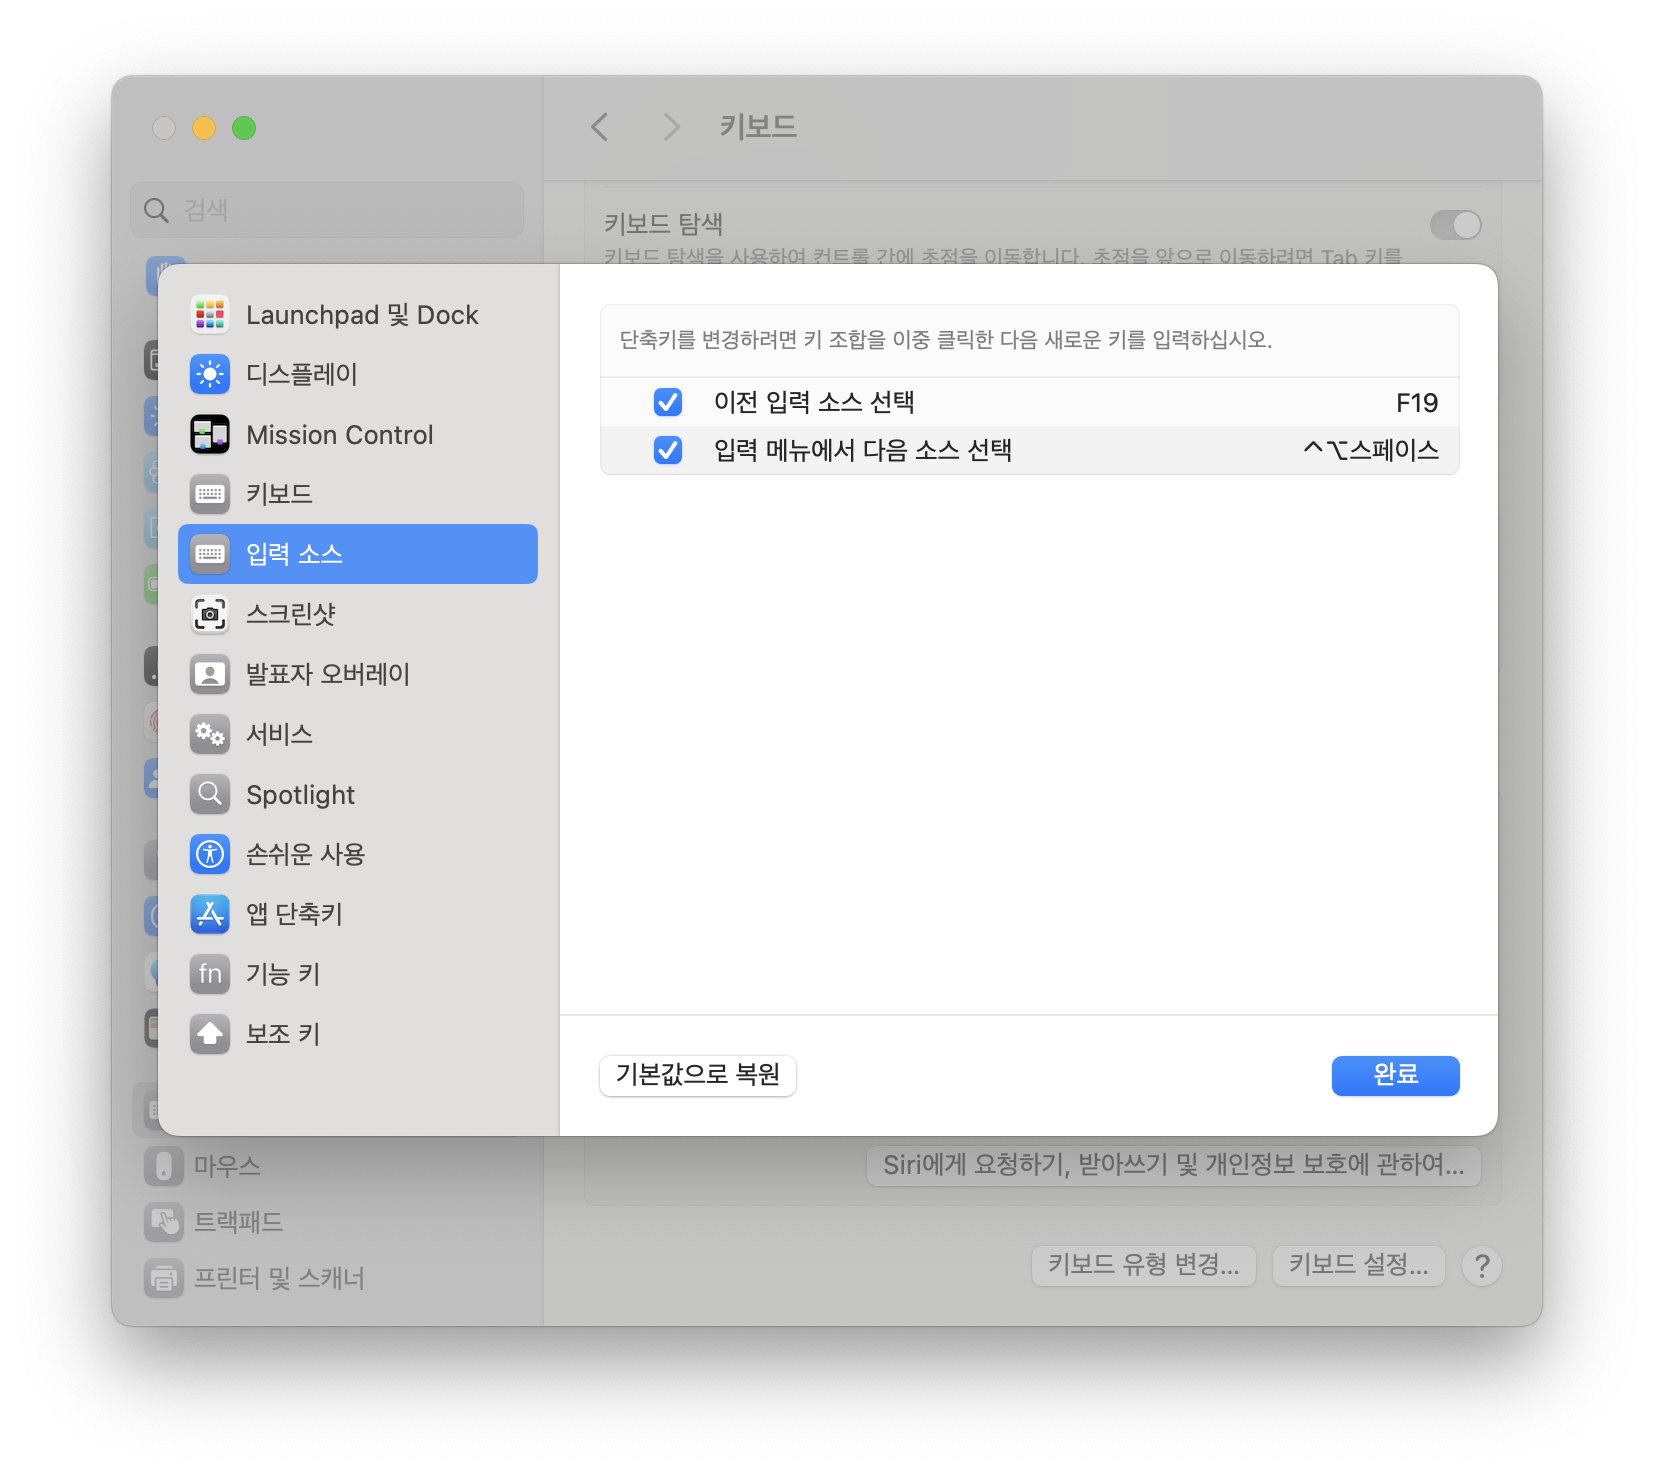 키보드
검색
키보드 탐색
키보드 탐색을 사용하여 컨트롤 간에 초점을 이동합니다. 초점을 앞으로 이동하려면 Tab 키를
Launchpad 및 Dock
디스플레이
Mission Control
키보드
입력 소스
스크린샷
발표자 오버레이
서비스
Spotlight
손쉬운 사용
앱 단축키
fn 기능 키
보조 키
단축키를 변경하려면 키 조합을 이중 클릭한 다음 새로운 키를 입력하십시오.
이전 입력 소스 선택 F19
입력 메뉴에서 다음 소스 선택 ^⌥스페이스
기본값으로 복원
완료
마우스
트랙패드
프린터 및 스캐너
Siri에게 요청하기, 받아쓰기 및 개인정보 보호에 관하여...
키보드 유형 변경...
키보드 설정...
?